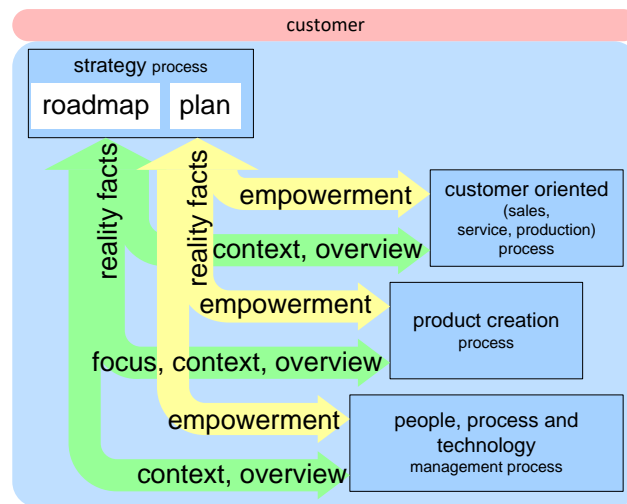 customer
strategy process
roadmap
plan
reality facts
reality facts
empowerment
context, overview
customer oriented
(sales,
service, production)
process
empowerment
focus, context, overview
product creation
process
empowerment
context, overview
people, process and
technology
management process